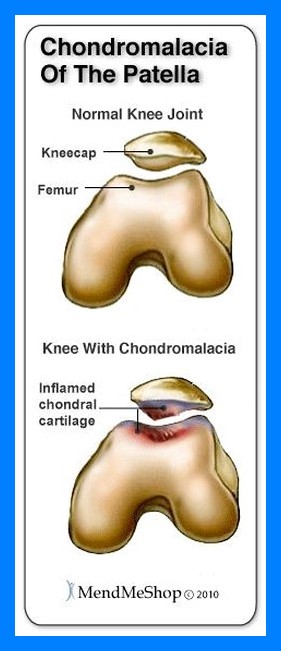 Chondromalacia
Of The Patella
Normal Knee Joint
Kneecap
Femur
Knee With Chondromalacia
Inflamed
chondral
cartilage
MendMeShop © 2010